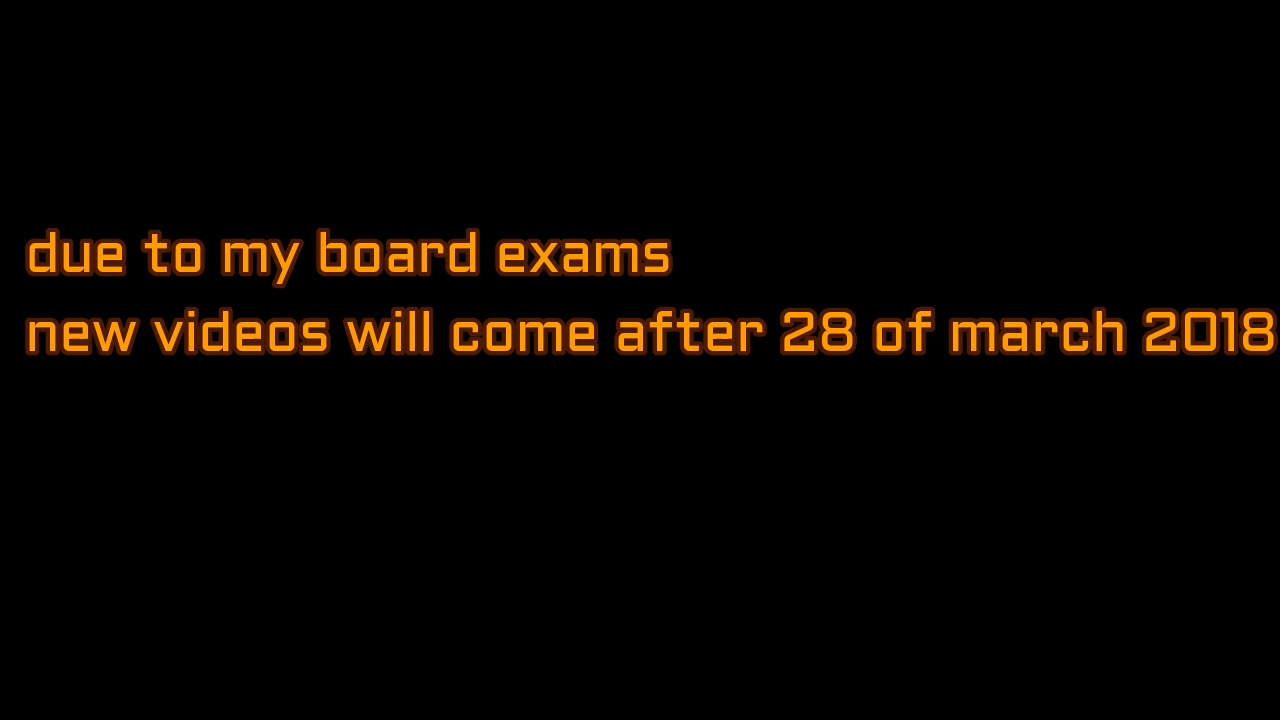 due to my board exams
new videos will come after 28 of march 2018